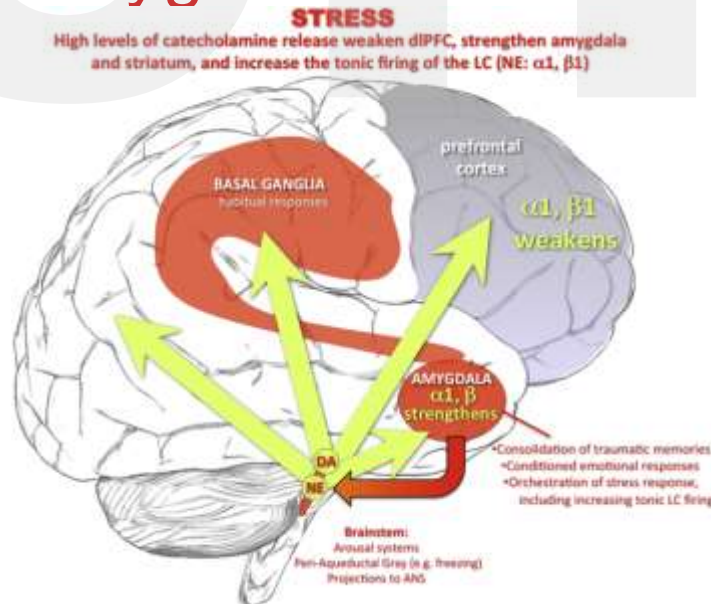 STRESS
High levels of catecholamine release weaken dlPFC, strengthen amygdala
and striatum, and increase the tonic firing of the LC (NE: α1, β1)
prefrontal
cortex
BASAL GANGLIA
habitual responses
α1, β1
weakens
AMYGDALA
α1, β
strengthens
•Consolidation of traumatic memories
•Conditioned emotional responses
•Orchestration of stress response,
including increasing tonic LC firing
DA
NE
Brainstem:
Arousal systems
Peri-Aqueductal Gray (e.g. freezing)
Projections to ANS